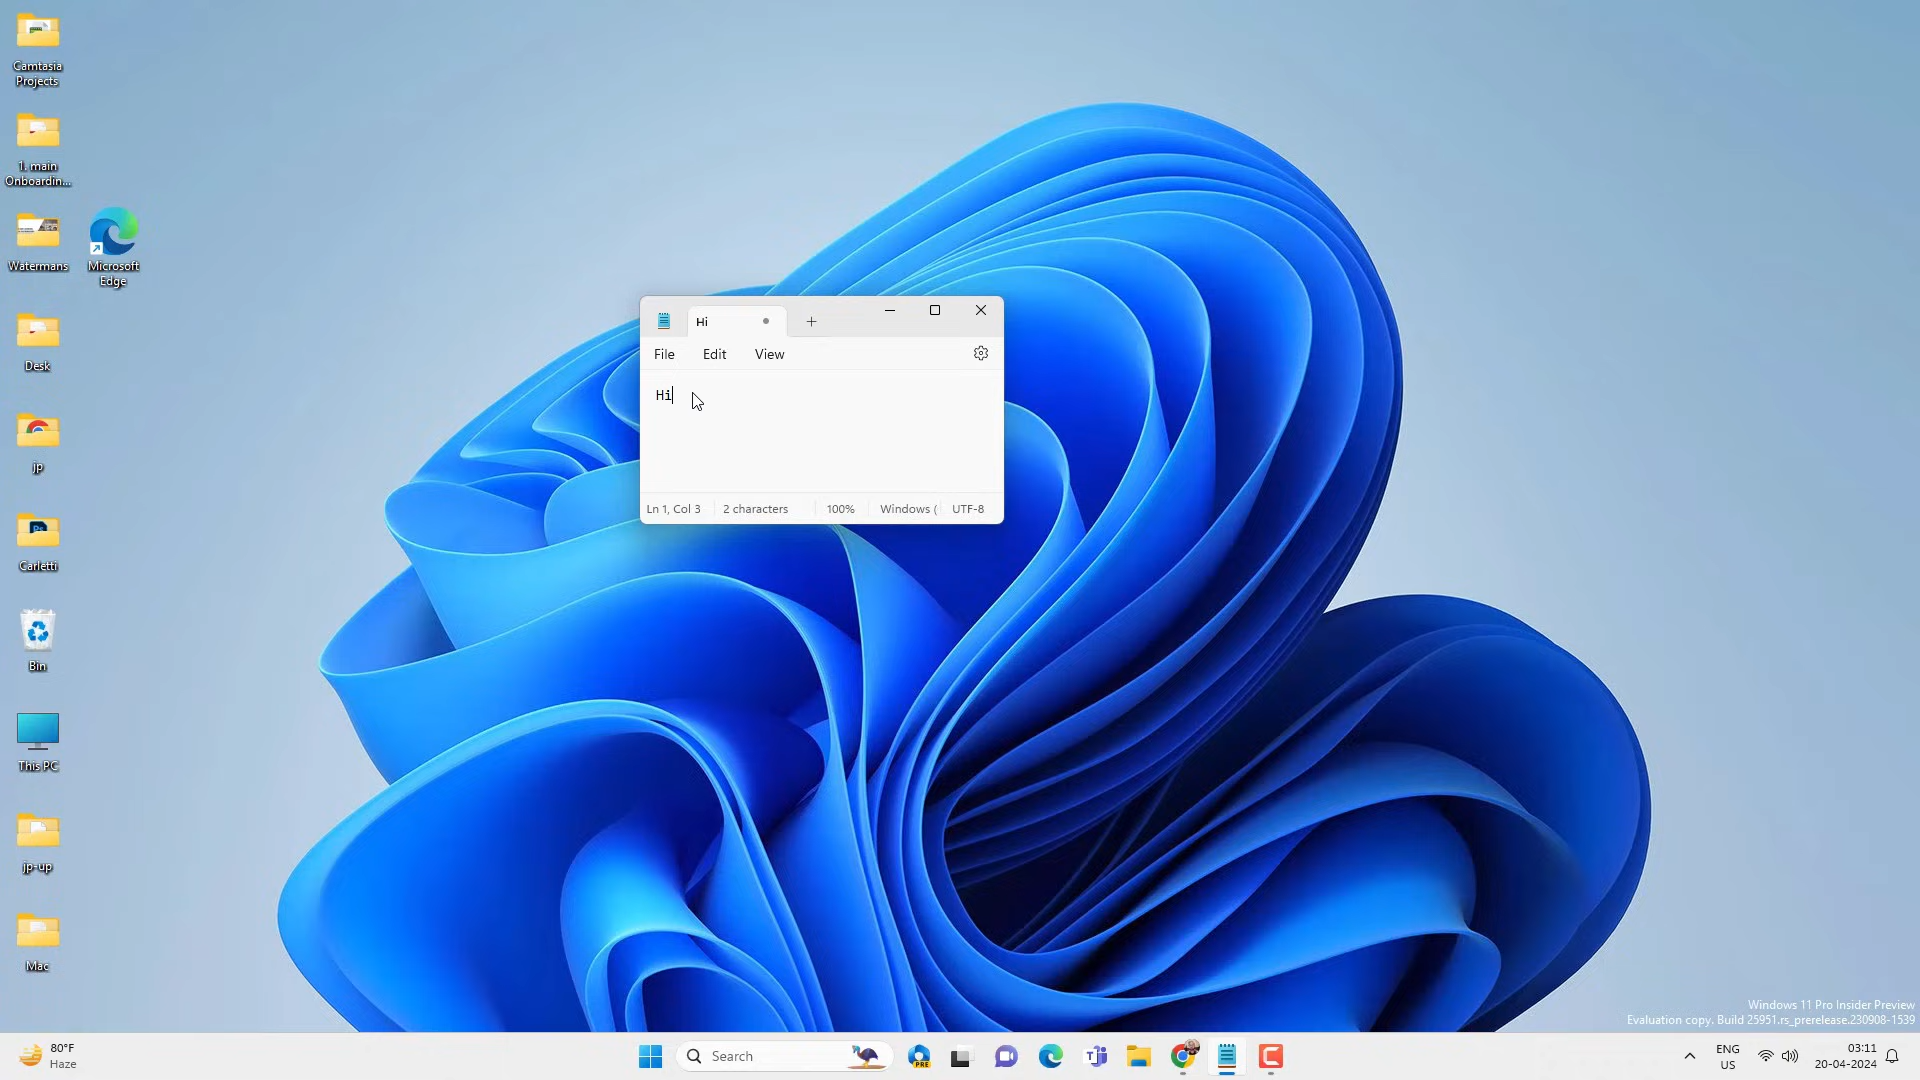 Camtasia
Projects
1. main
Onboardin...
Watermans
Microsoft
Edge
Desk
jp
Carletti
Bin
This PC
jp-up
Mac
Hi
File Edit View
Hi
Ln 1, Col 3 2 characters 100% Windows ( UTF-8
Windows 11 Pro Insider Preview
Evaluation copy. Build 25951.rs_prerelease.230908-1539
80°F
Haze
Search
PRE
ENG
US
03:11
20-04-2024